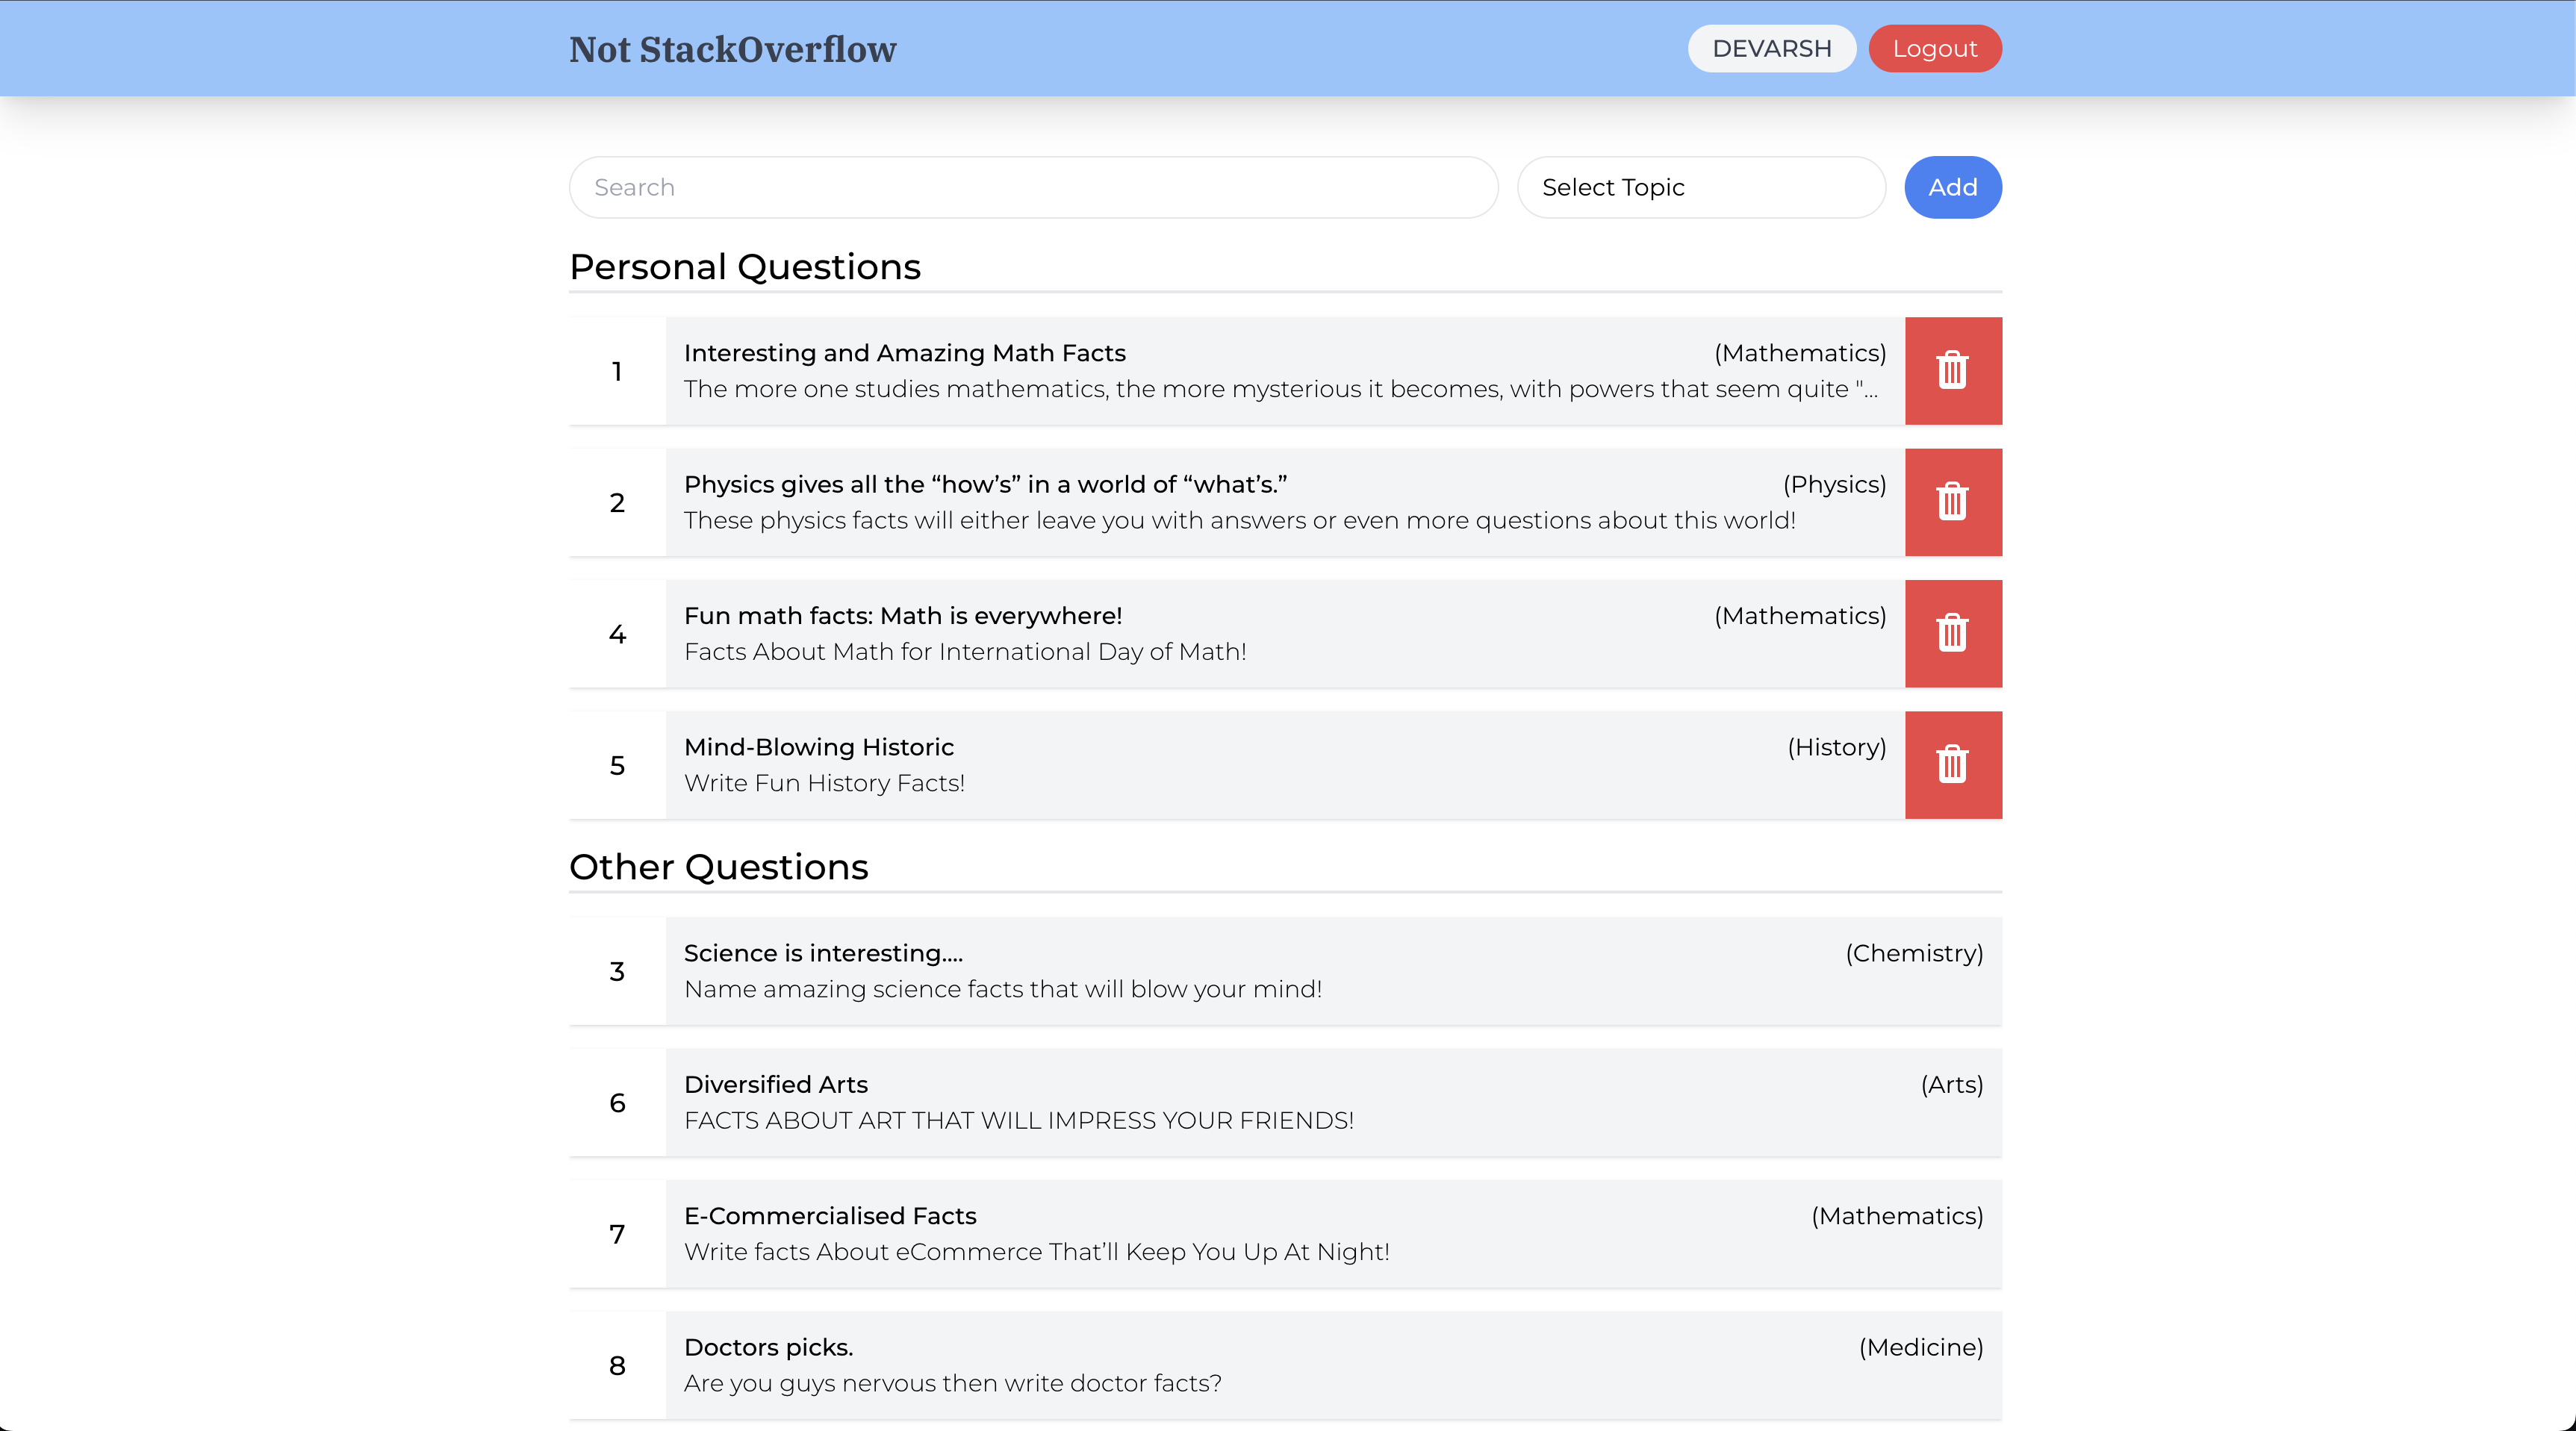 Not StackOverflow
DEVARSH
Logout
Search
Select Topic
Add
Personal Questions
1
Interesting and Amazing Math Facts
(Mathematics)
The more one studies mathematics, the more mysterious it becomes, with powers that seem quite "...
2
Physics gives all the “how’s” in a world of “what’s.”
(Physics)
These physics facts will either leave you with answers or even more questions about this world!
4
Fun math facts: Math is everywhere!
(Mathematics)
Facts About Math for International Day of Math!
5
Mind-Blowing Historic
(History)
Write Fun History Facts!
Other Questions
3
Science is interesting....
(Chemistry)
Name amazing science facts that will blow your mind!
6
Diversified Arts
(Arts)
FACTS ABOUT ART THAT WILL IMPRESS YOUR FRIENDS!
7
E-Commercialised Facts
(Mathematics)
Write facts About eCommerce That’ll Keep You Up At Night!
8
Doctors picks.
(Medicine)
Are you guys nervous then write doctor facts?